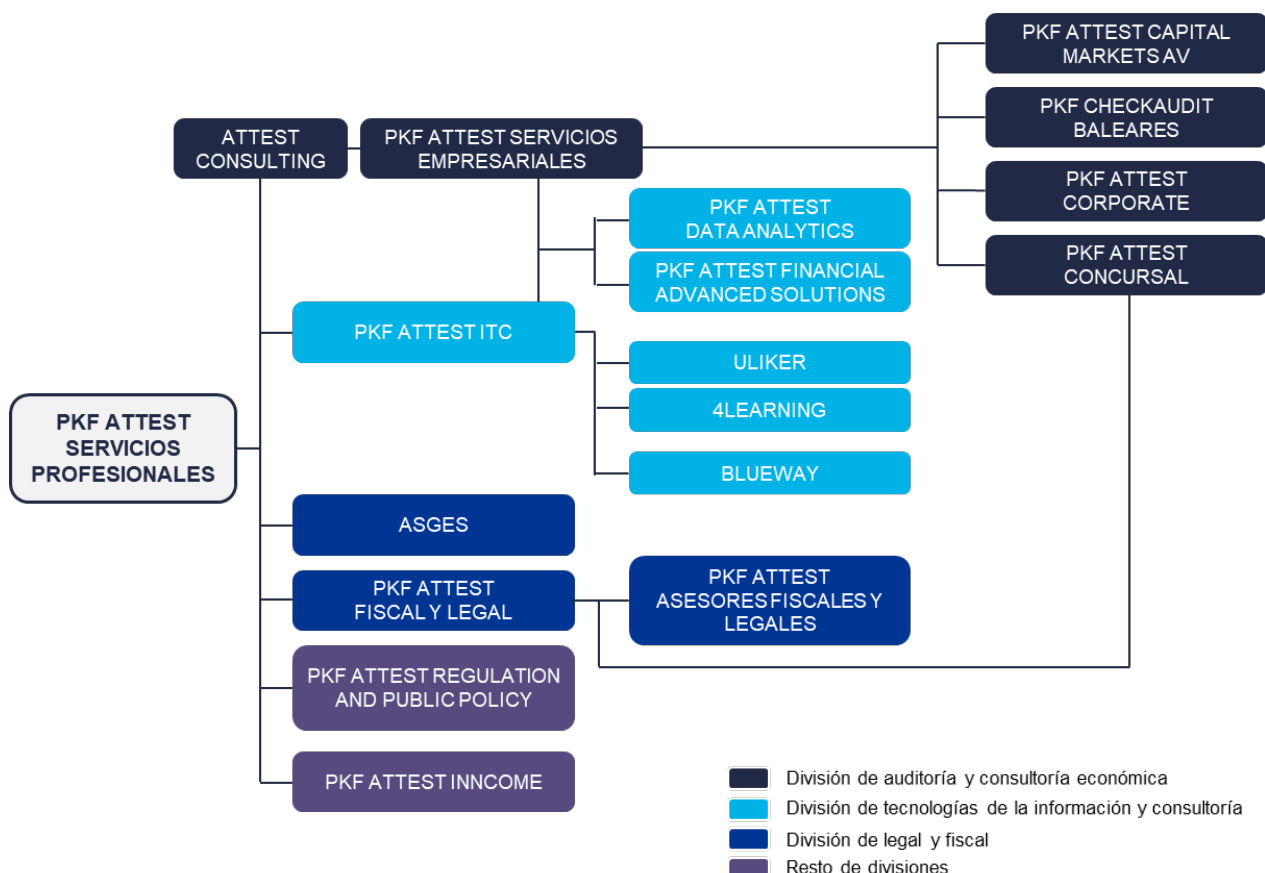 PKF ATTEST CAPITAL
MARKETS AV
PKF CHECKAUDIT
BALEARES
ATTEST
CONSULTING
PKF ATTEST SERVICIOS
EMPRESARIALES
PKF ATTEST
CORPORATE
PKF ATTEST
DATA ANALYTICS
PKF ATTEST
CONCURSAL
PKF ATTEST FINANCIAL
ADVANCED SOLUTIONS
PKF ATTEST ITC
ULIKER
4LEARNING
PKF ATTEST
SERVICIOS
PROFESIONALES
BLUEWAY
ASGES
PKF ATTEST
FISCAL Y LEGAL
PKF ATTEST
ASESORES FISCALES Y
LEGALES
PKF ATTEST REGULATION
AND PUBLIC POLICY
PKF ATTEST INNCOME
División de auditoría y consultoría económica
División de tecnologías de la información y consultoría
División de legal y fiscal
Resto de divisiones